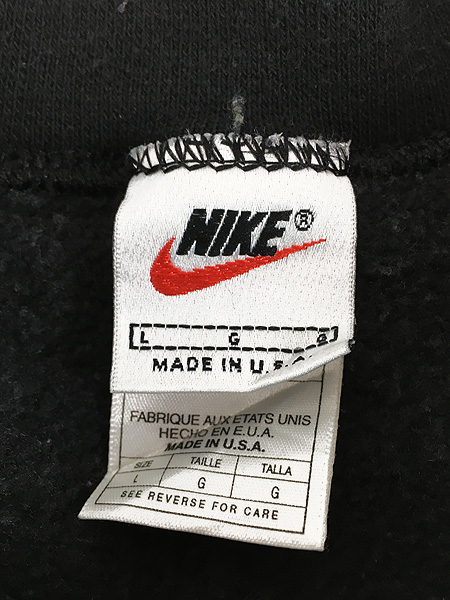 NIKE®
L G G
MADE IN U.S.A.
FABRIQUE AUX ETATS UNIS
HECHO EN E.U.A.
MADE IN U.S.A.
SIZE TAILLE TALLA
L G G
SEE REVERSE FOR CARE